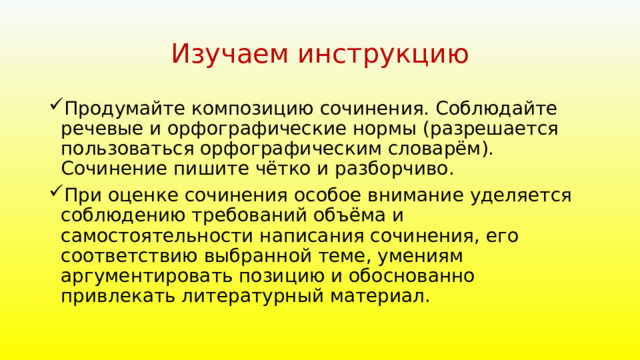 Изучаем инструкцию
✓Продумайте композицию сочинения. Соблюдайте
речевые и орфографические нормы (разрешается
пользоваться орфографическим словарём).
Сочинение пишите чётко и разборчиво.
✓При оценке сочинения особое внимание уделяется
соблюдению требований объёма и
самостоятельности написания сочинения, его
соответствию выбранной теме, умениям
аргументировать позицию и обоснованно
привлекать литературный материал.